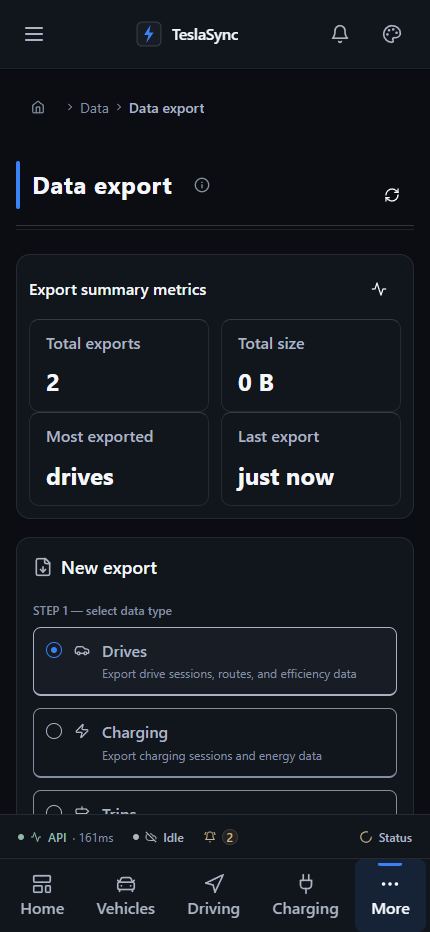 TeslaSync
Data
Data export
Data export
Export summary metrics
Total exports
2
Total size
0 B
Most exported
drives
Last export
just now
New export
STEP 1 — select data type
Drives
Export drive sessions, routes, and efficiency data
Charging
Export charging sessions and energy data
Trips
API · 161ms
Idle
2
Status
Home
Vehicles
Driving
Charging
More